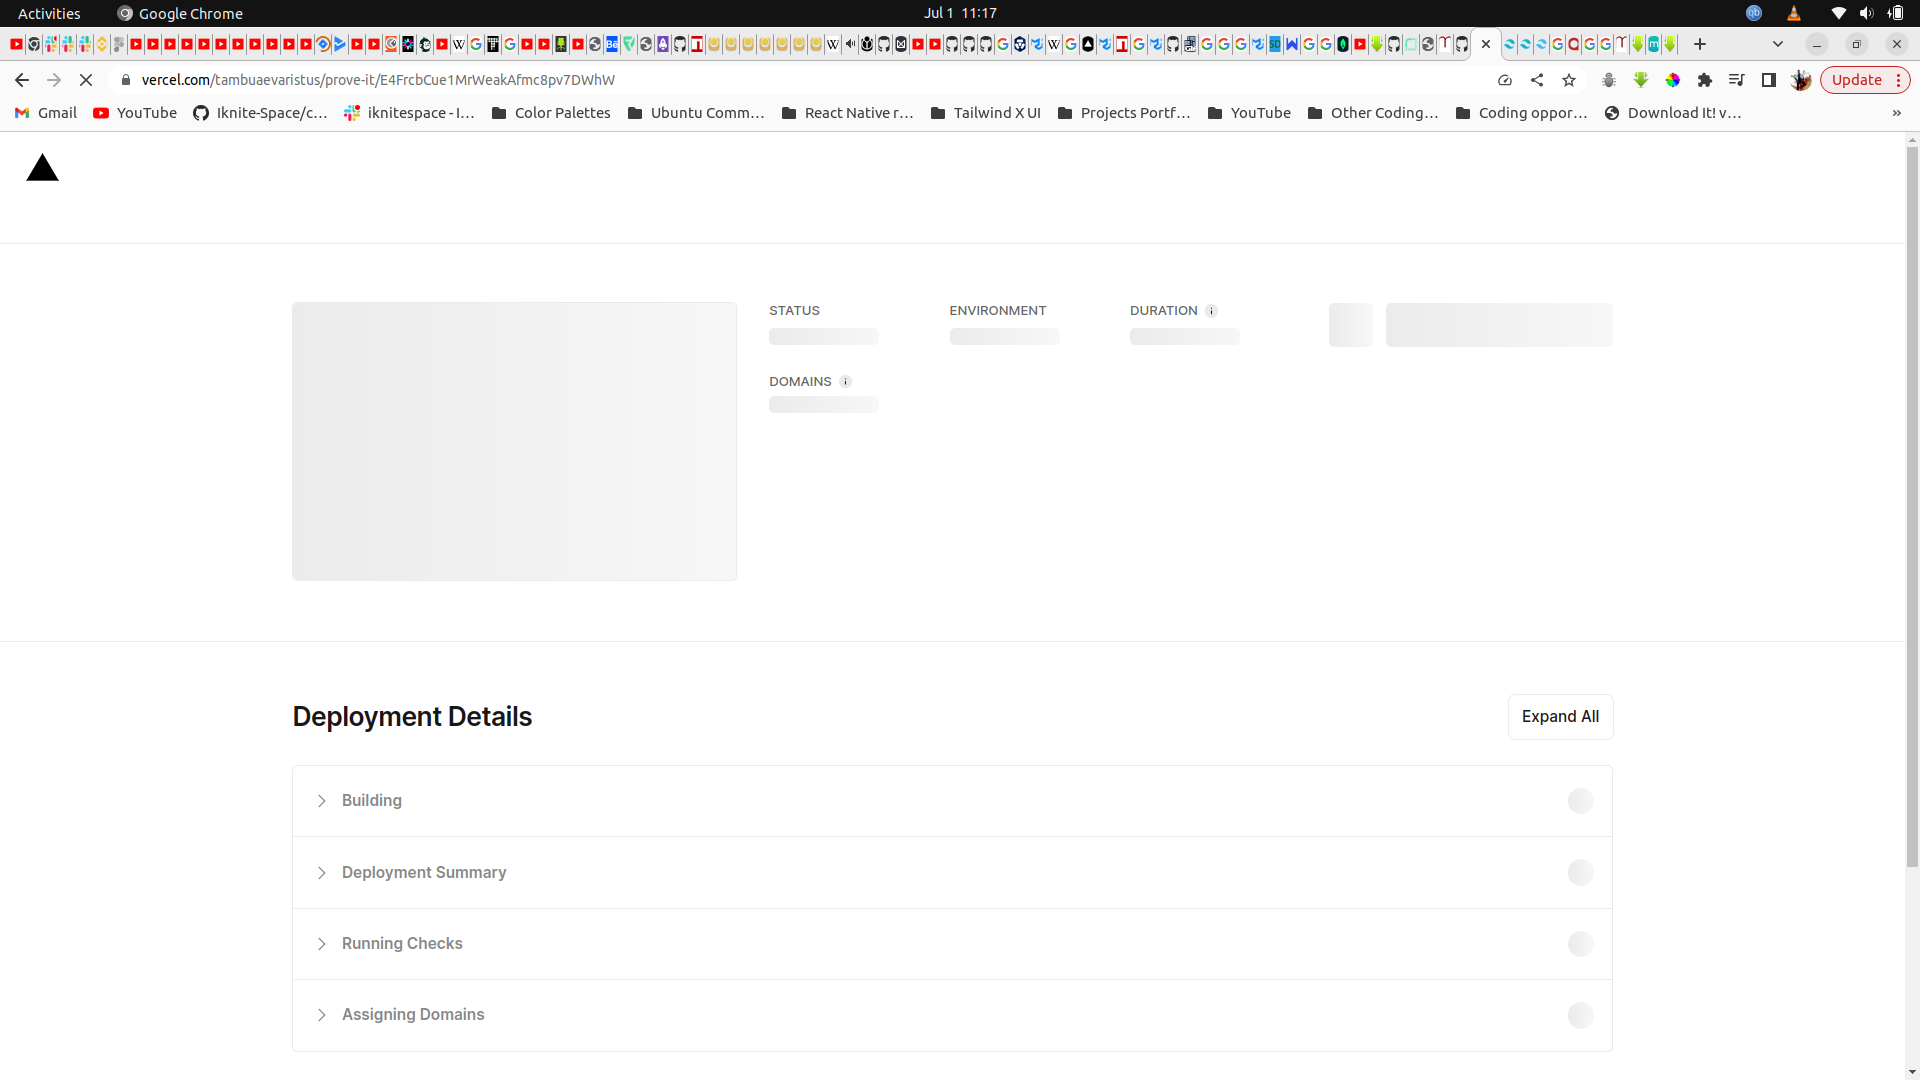 Activities
Google Chrome
Jul 1 11:17
vercel.com/tambuaevaristus/prove-it/E4FrcbCue1MrWeakAfmc8pv7DWhW
Update
Gmail
YouTube
Iknite-Space/c...
iknitespace - I...
Color Palettes
Ubuntu Comm...
React Native r...
Tailwind X UI
Projects Portf...
YouTube
Other Coding...
Coding oppor...
Download It! v...
»
STATUS
ENVIRONMENT
DURATION
DOMAINS
Deployment Details
Expand All
Building
Deployment Summary
Running Checks
Assigning Domains